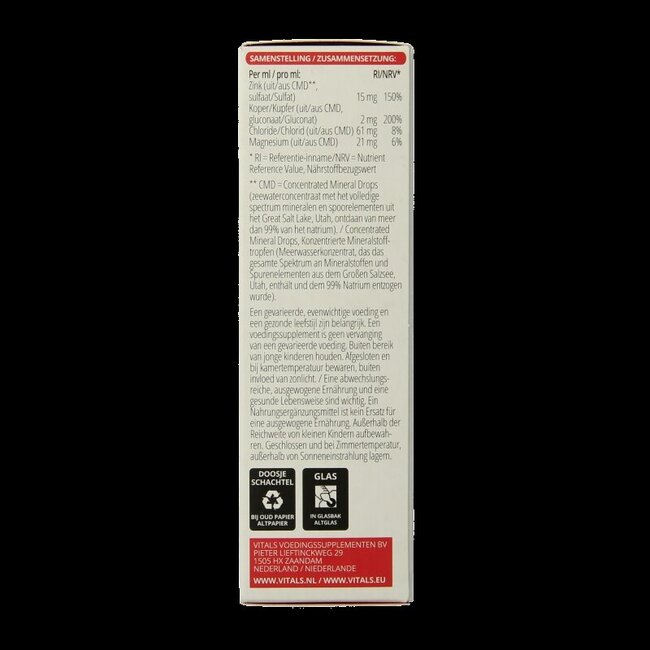 SAMENSTELLING / ZUSAMMENSETZUNG:
Per ml / pro ml: RI/NRV*
Zink (uit/aus CMD**,
sulfaat/Sulfat) 15 mg 150%
Koper/Kupfer (uit/aus CMD,
gluconaat/Gluconat) 2 mg 200%
Chloride/Chlorid (uit/aus CMD) 61 mg 8%
Magnesium (uit/aus CMD) 21 mg 6%
* RI = Referentie-inname/NRV = Nutrient
Reference Value, Nährstoffbezugswert
** CMD = Concentrated Mineral Drops
(zeewaterconcentraat met het volledige
spectrum mineralen en spoorelementen uit
het Great Salt Lake, Utah, ontdaan van meer
dan 99% van het natrium). / Concentrated
Mineral Drops, Konzentrierte Mineralstoff-
tropfen (Meerwasserkonzentrat, das das
gesamte Spektrum an Mineralstoffen und
Spurenelementen aus dem Großen Salzsee,
Utah, enthält und dem 99% Natrium entzogen
wurde).
Een gevarieerde, evenwichtige voeding en
een gezonde leefstijl zijn belangrijk. Een
voedingssupplement is geen vervanging
van een gevarieerde voeding. Buiten bereik
van jonge kinderen houden. Afgesloten en
bij kamertemperatuur bewaren, buiten
invloed van zonlicht. / Eine abwechslungs-
reiche, ausgewogene Ernährung und eine
gesunde Lebensweise sind wichtig. Ein
Nahrungsergänzungsmittel ist kein Ersatz für
eine ausgewogene Ernährung. Außerhalb der
Reichweite von kleinen Kindern aufbewah-
ren. Geschlossen und bei Zimmertemperatur,
außerhalb von Sonneneinstrahlung lagern.
DOOSJE
SCHACHTEL
BIJ OUD PAPIER
ALTPAPIER
GLAS
IN GLASBAK
ALTGLAS
VITALS VOEDINGSSUPPLEMENTEN BV
PIETER LIEFTINCKWEG 29
1505 HX ZAANDAM
NEDERLAND / NIEDERLANDE
WWW.VITALS.NL / WWW.VITALS.EU